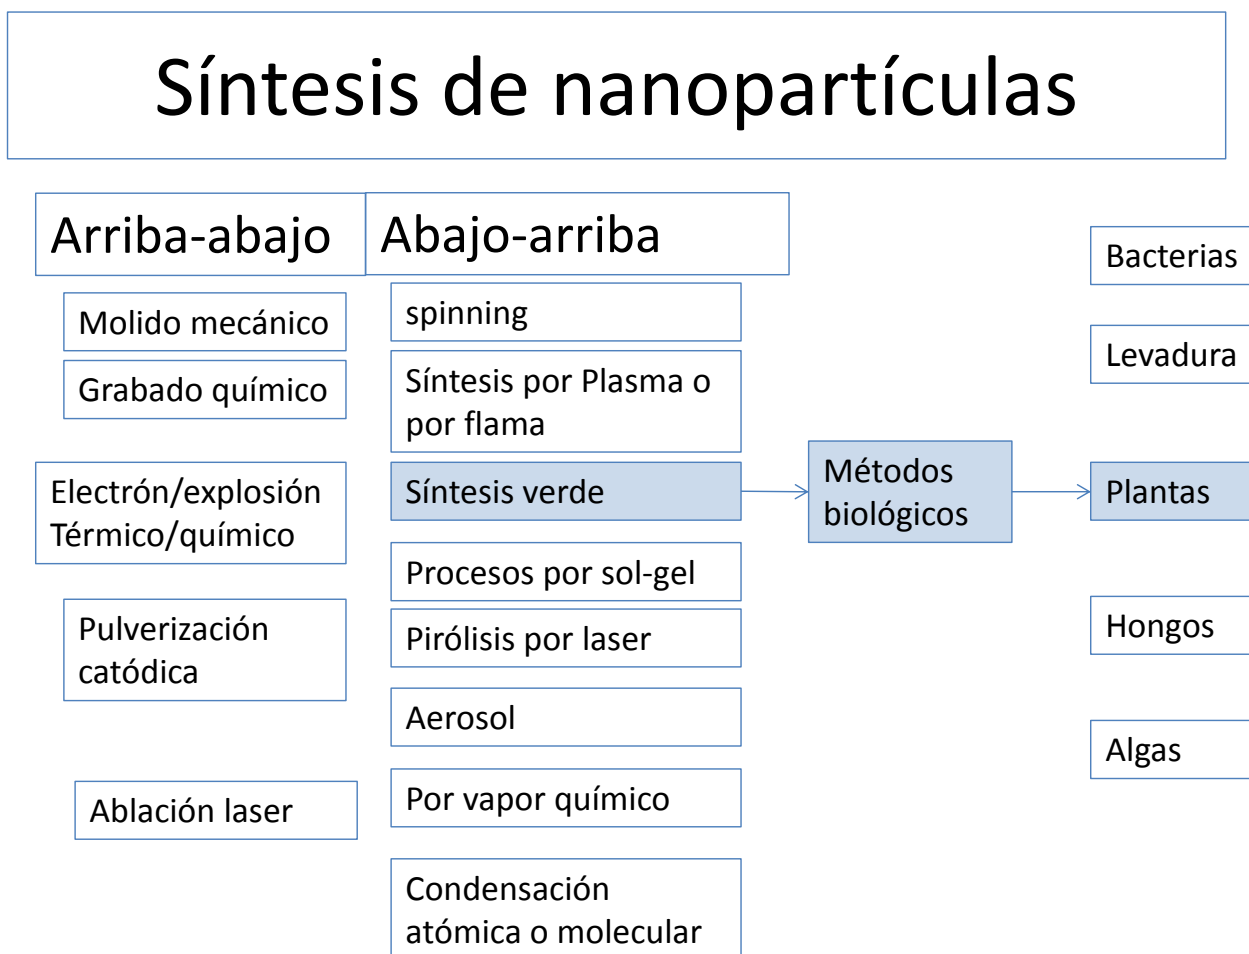 Síntesis de nanopartículas
Arriba-abajo
Molido mecánico
Grabado químico
Electrón/explosión
Térmico/químico
Pulverización
catódica
Ablación laser
Abajo-arriba
spinning
Síntesis por Plasma o
por flama
Síntesis verde
Procesos por sol-gel
Pirólisis por laser
Aerosol
Por vapor químico
Condensación
atómica o molecular
Métodos
biológicos
Bacterias
Levadura
Plantas
Hongos
Algas